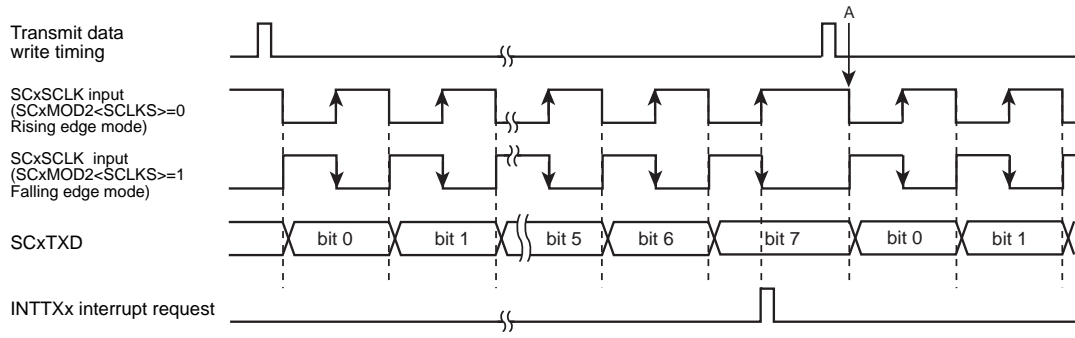 A
Transmit data
write timing
SCxSCLK input
(SCxMOD2<SCLKS>=0
Rising edge mode)
SCxSCLK input
(SCxMOD2<SCLKS>=1
Falling edge mode)
SCxTXD bit 0 bit 1 bit 5 bit 6 bit 7 bit 0 bit 1
INTTXx interrupt request